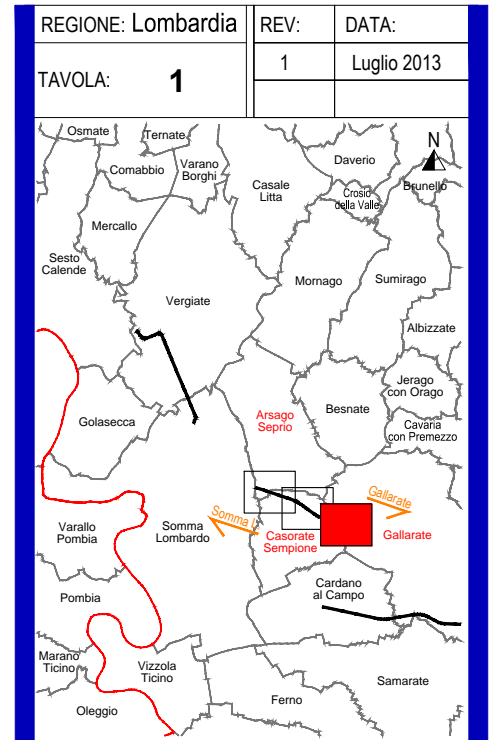 REGIONE: Lombardia
REV:
DATA:
TAVOLA: 1
1
Luglio 2013
Osmate
Ternate
N
Daverio
Comabbio
Varano
Borghi
Casale
Litta
Brunello
Crosio
della Valle
Mercallo
Sesto
Calende
Mornago
Sumirago
Vergiate
Albizzate
Jerago
con Orago
Arsago
Seprio
Besnate
Golasecca
Cavaria
con Premezzo
Gallarate
Somma L.
Varallo
Pombia
Somma
Lombardo
Casorate
Sempione
Gallarate
Cardano
al Campo
Pombia
Marano
Ticino
Vizzola
Ticino
Samarate
Ferno
Oleggio